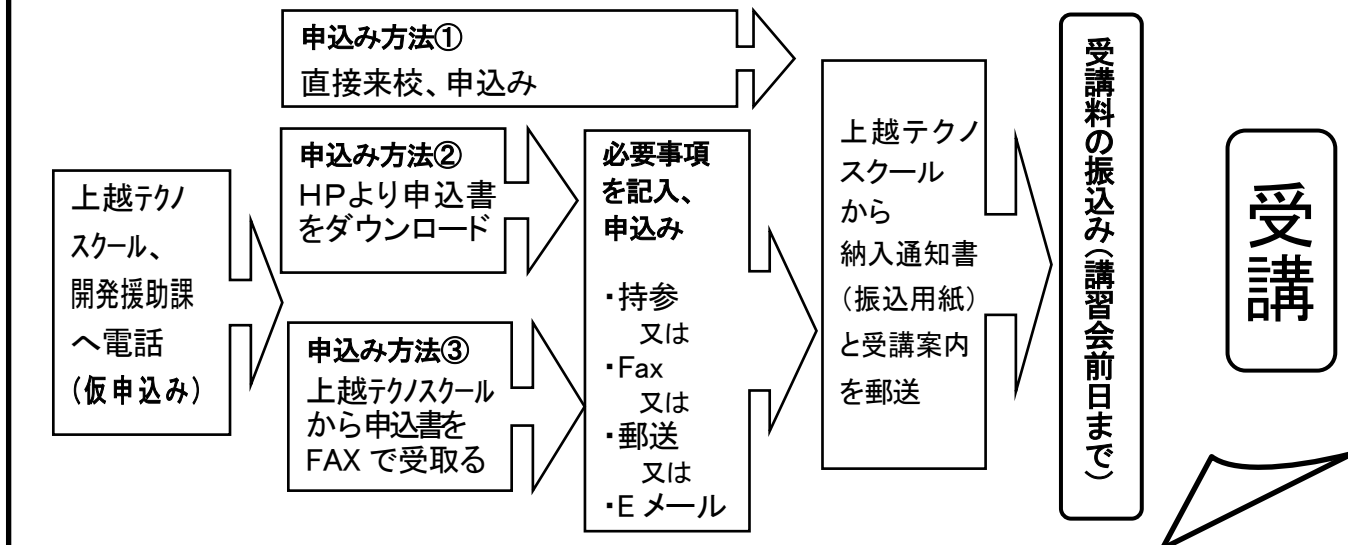 上越テクノ
スクール、
開発援助課
へ電話
(仮申込み)
申込み方法①
直接来校、申込み
申込み方法②
HPより申込書
をダウンロード
申込み方法③
上越テクノスクール
から申込書を
FAX で受取る
必要事項
を記入、
申込み
・持参
又は
・Fax
又は
・郵送
又は
・E メール
上越テクノ
スクール
から
納入通知書
(振込用紙)
と受講案内
を郵送
受講料の振込み(講習会前日まで)
受講